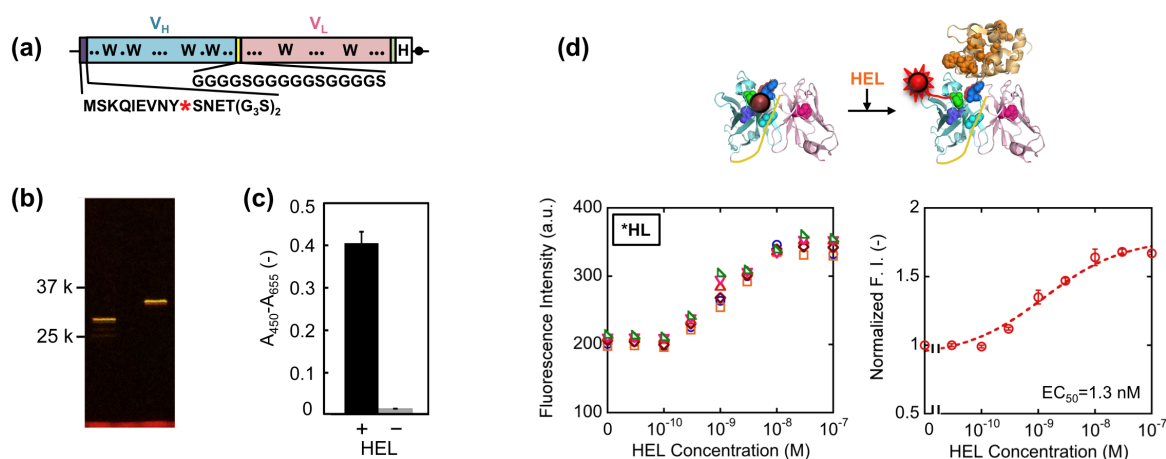 (a)
V_H V_L
..W.W ... W.W.. ... W ... W ... H
GGGGSGGGGGSGGGGS
MSKQIEVNY*SNET(G₃S)₂
(b)
37 k
25 k
(c)
A₄₅₀-A₆₅₅ (-)
0.5
0.4
0.3
0.2
0.1
0
+ −
HEL
(d)
HEL
*HL
Fluorescence Intensity (a.u.)
400
300
200
100
0 10⁻¹⁰ 10⁻⁹ 10⁻⁸ 10⁻⁷
HEL Concentration (M)
Normalized F. I. (-)
2
1.5
1
0.5
EC₅₀=1.3 nM
0 10⁻¹⁰ 10⁻⁹ 10⁻⁸ 10⁻⁷
HEL Concentration (M)